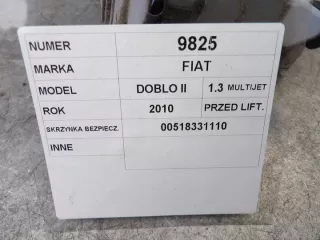 NUMER 9825
MARKA FIAT
MODEL DOBLO II 1.3 MULTIJET
ROK 2010 PRZED LIFT.
SKRZYNKA BEZPIECZ. 00518331110
INNE